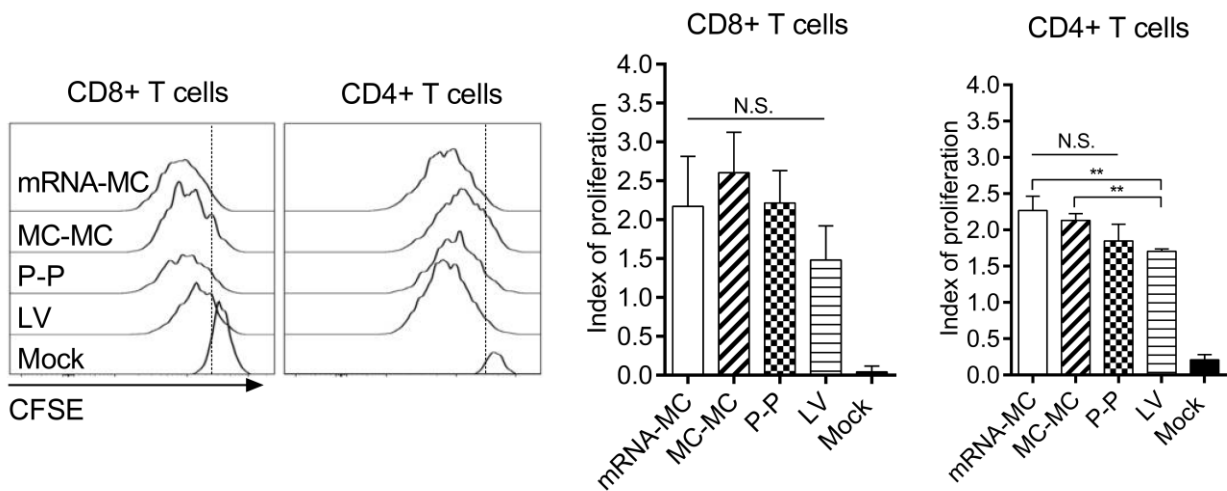 CD8+ T cells
CD4+ T cells
mRNA-MC
MC-MC
P-P
LV
Mock
CFSE
CD8+ T cells
Index of proliferation
4.0
3.5
3.0
2.5
2.0
1.5
1.0
0.5
0.0
N.S.
mRNA-MC
MC-MC
P-P
LV
Mock
CD4+ T cells
Index of proliferation
4.0
3.5
3.0
2.5
2.0
1.5
1.0
0.5
0.0
N.S.
**
**
mRNA-MC
MC-MC
P-P
LV
Mock